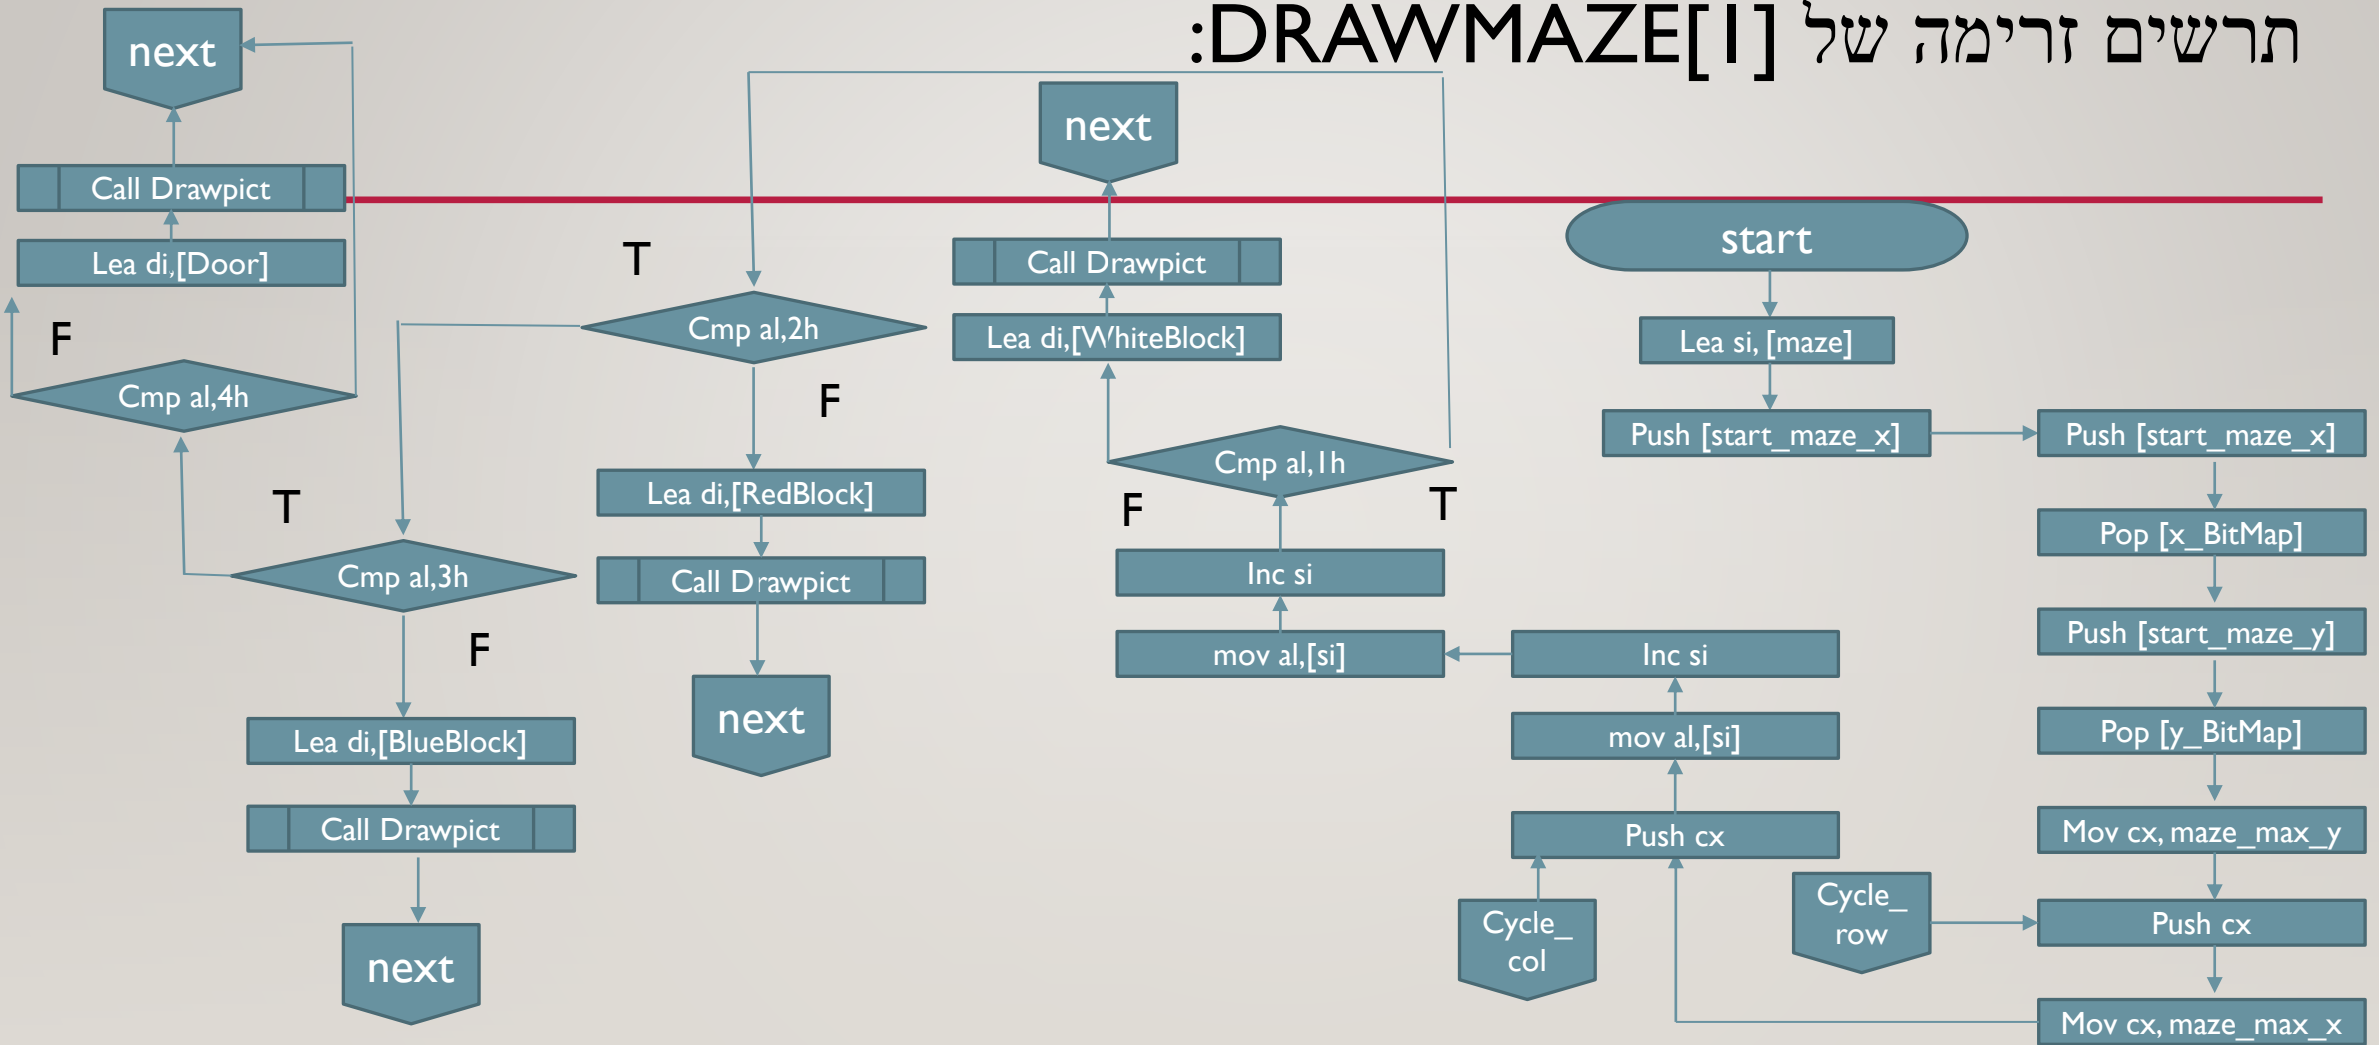 תרשים זרימה של DRAWMAZE[1]:
start
Lea si, [maze]
Push [start_maze_x]
Push [start_maze_x]
Pop [x_BitMap]
Push [start_maze_y]
Pop [y_BitMap]
Mov cx, maze_max_y
Cycle_
row
Push cx
Mov cx, maze_max_x
Cycle_
col
Push cx
mov al,[si]
Inc si
mov al,[si]
Inc si
Cmp al,1h
F
T
Lea di,[WhiteBlock]
Call Drawpict
next
Cmp al,2h
T
F
Lea di,[RedBlock]
Call Drawpict
next
Cmp al,3h
T
F
Lea di,[BlueBlock]
Call Drawpict
next
Cmp al,4h
F
Lea di,[Door]
Call Drawpict
next